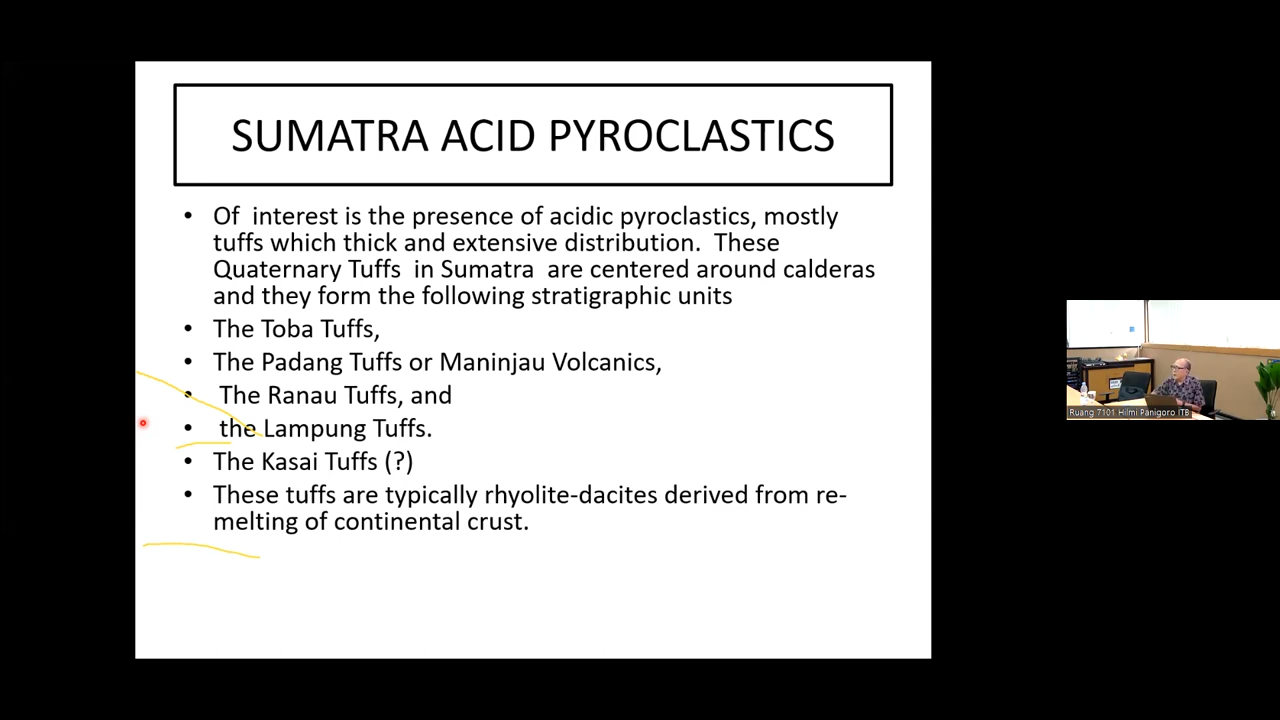 SUMATRA ACID PYROCLASTICS
• Of interest is the presence of acidic pyroclastics, mostly
tuffs which thick and extensive distribution. These
Quaternary Tuffs in Sumatra are centered around calderas
and they form the following stratigraphic units
• The Toba Tuffs,
• The Padang Tuffs or Maninjau Volcanics,
• The Ranau Tuffs, and
• the Lampung Tuffs.
• The Kasai Tuffs (?)
• These tuffs are typically rhyolite-dacites derived from re-
melting of continental crust.
Ruang 7101 Hilmi Panigoro ITB